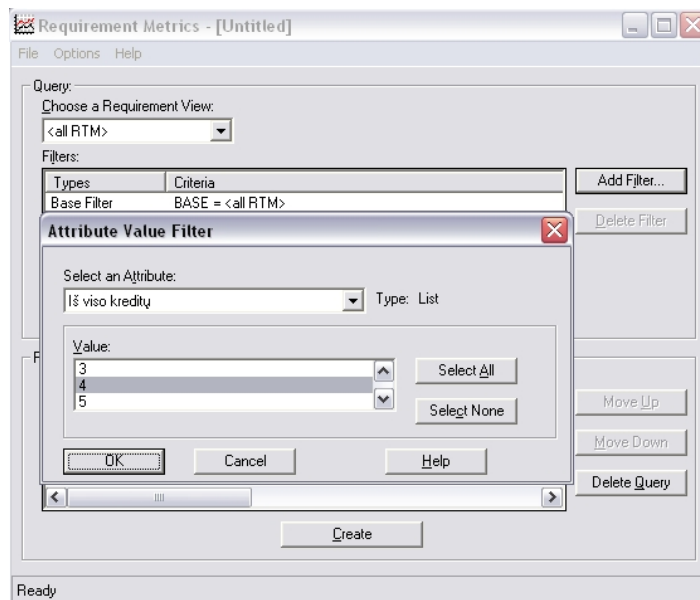 Requirement Metrics - [Untitled]
File Options Help
Query:
Choose a Requirement View:
<all RTM>
Filters:
Types Criteria
Base Filter BASE = <all RTM>
Add Filter...
Delete Filter
Attribute Value Filter
Select an Attribute:
Iš viso kreditų
Type: List
Value:
3
4
5
Select All
Select None
OK Cancel Help
Move Up
Move Down
Delete Query
Create
Ready